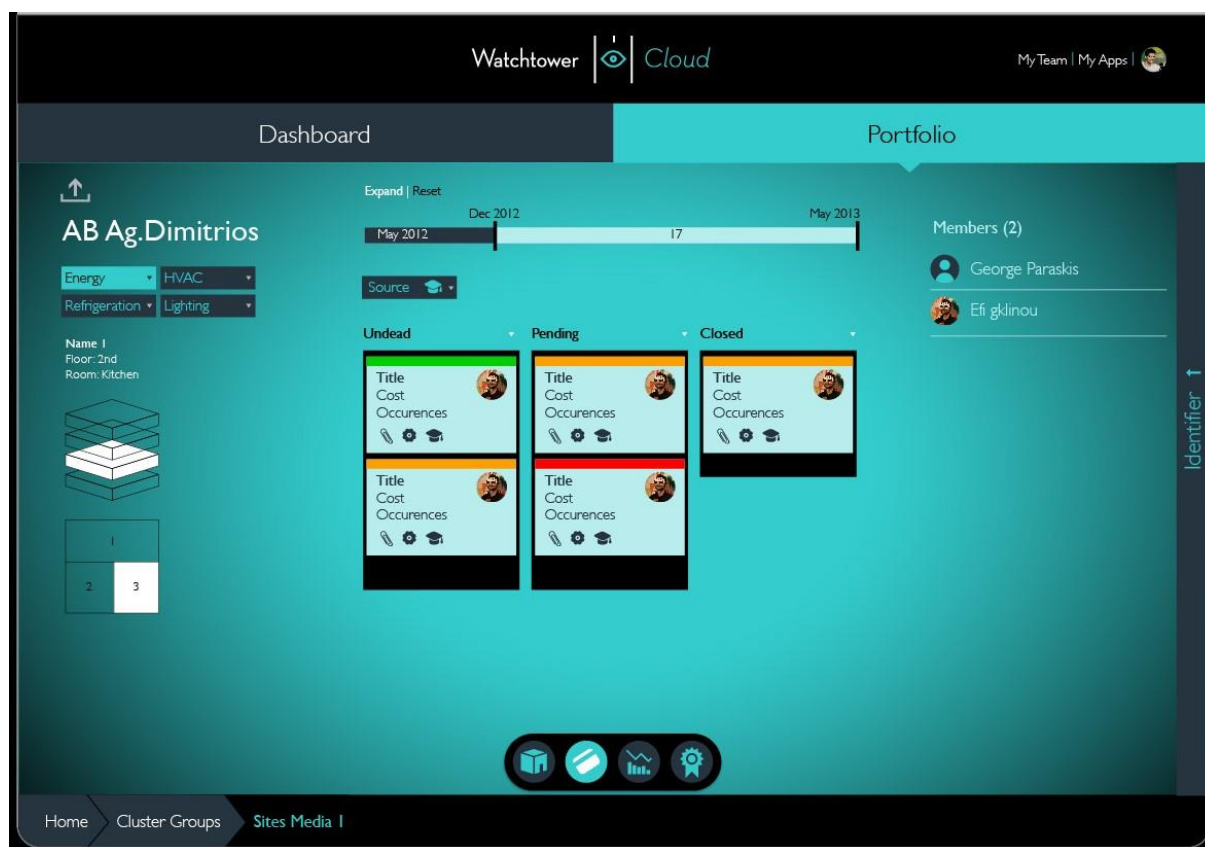 Watchtower Cloud
My Team | My Apps |
Dashboard
Portfolio
AB Ag.Dimitrios
Energy
HVAC
Refrigeration
Lighting
Name 1
Floor: 2nd
Room: Kitchen
1
2
3
Expand | Reset
Dec 2012
May 2013
May 2012
17
Source
Undead
Title
Cost
Occurences
Title
Cost
Occurences
Pending
Title
Cost
Occurences
Title
Cost
Occurences
Closed
Title
Cost
Occurences
Members (2)
George Paraskis
Efi gklinou
Identifier
Home
Cluster Groups
Sites Media 1